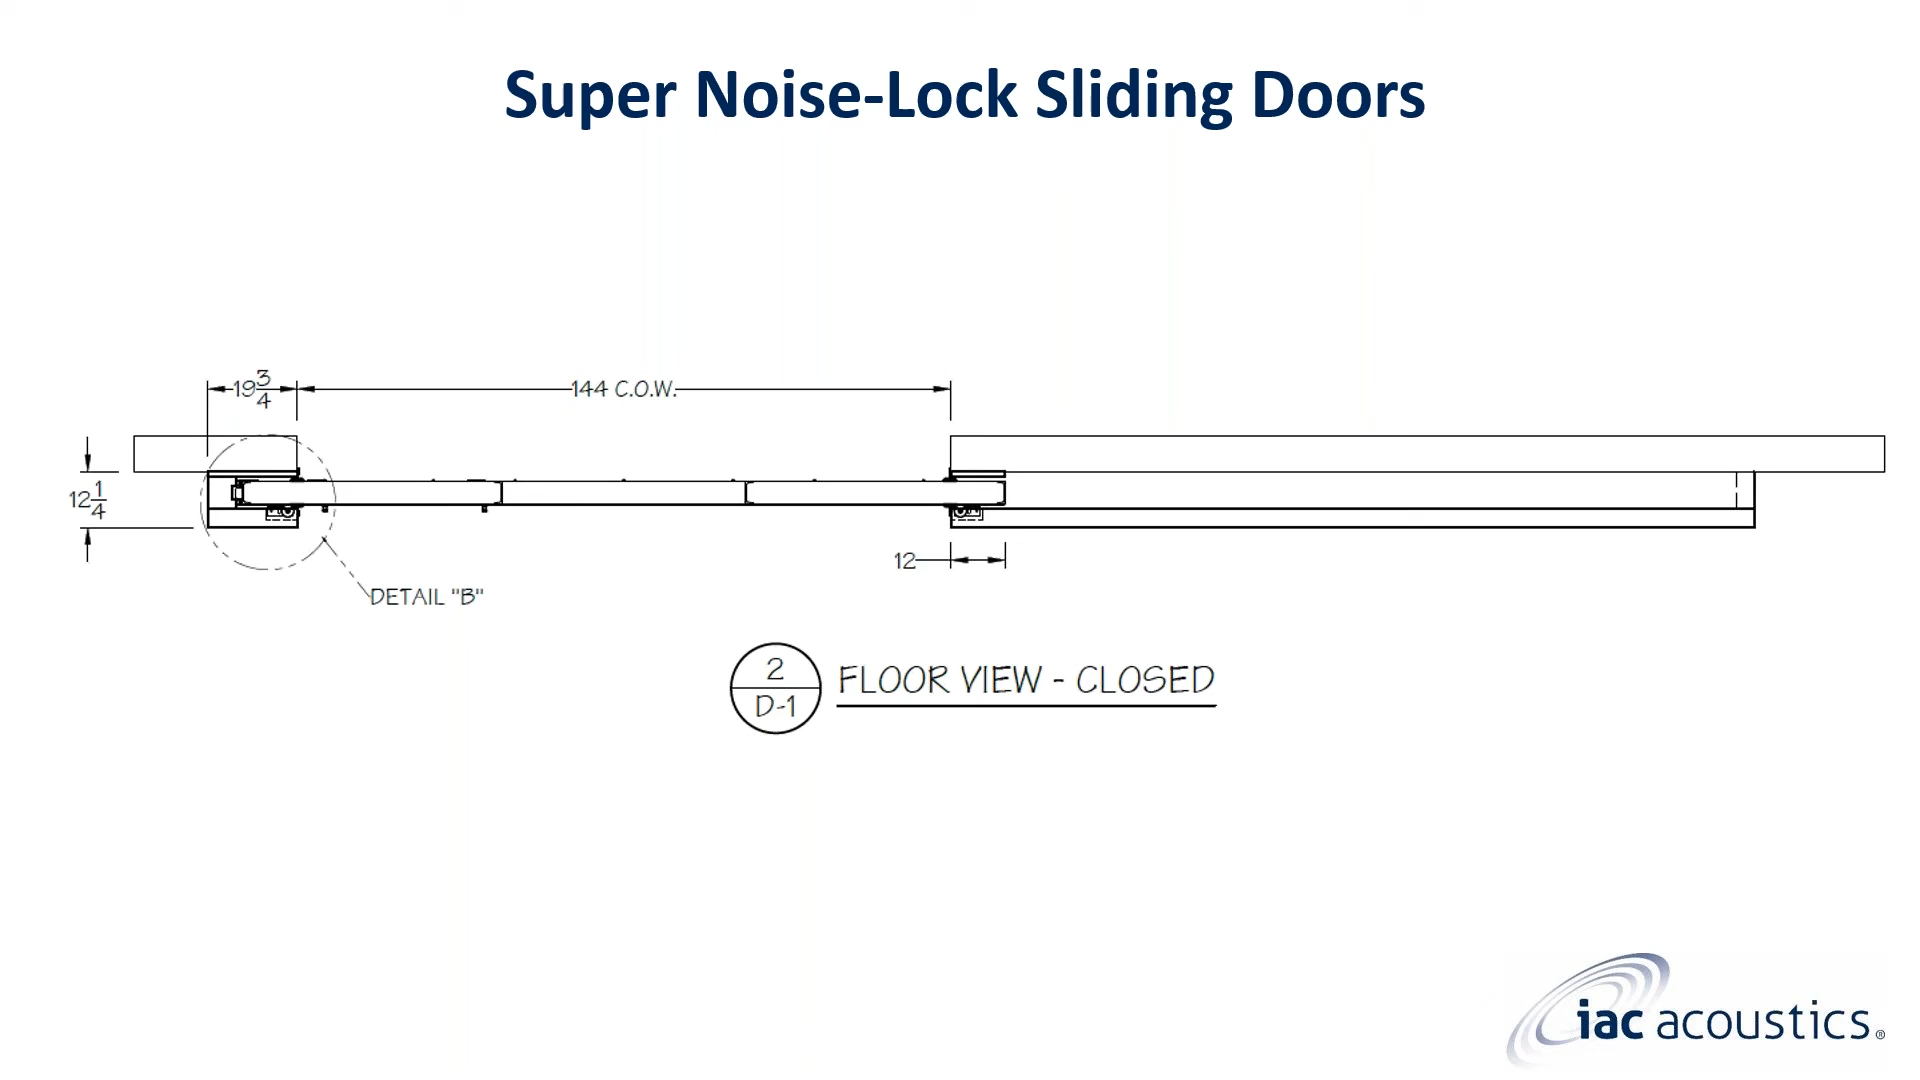 Super Noise-Lock Sliding Doors
19 3/4
144 C.O.W.
12 1/4
12
DETAIL "B"
2
D-1
FLOOR VIEW - CLOSED
iac acoustics®